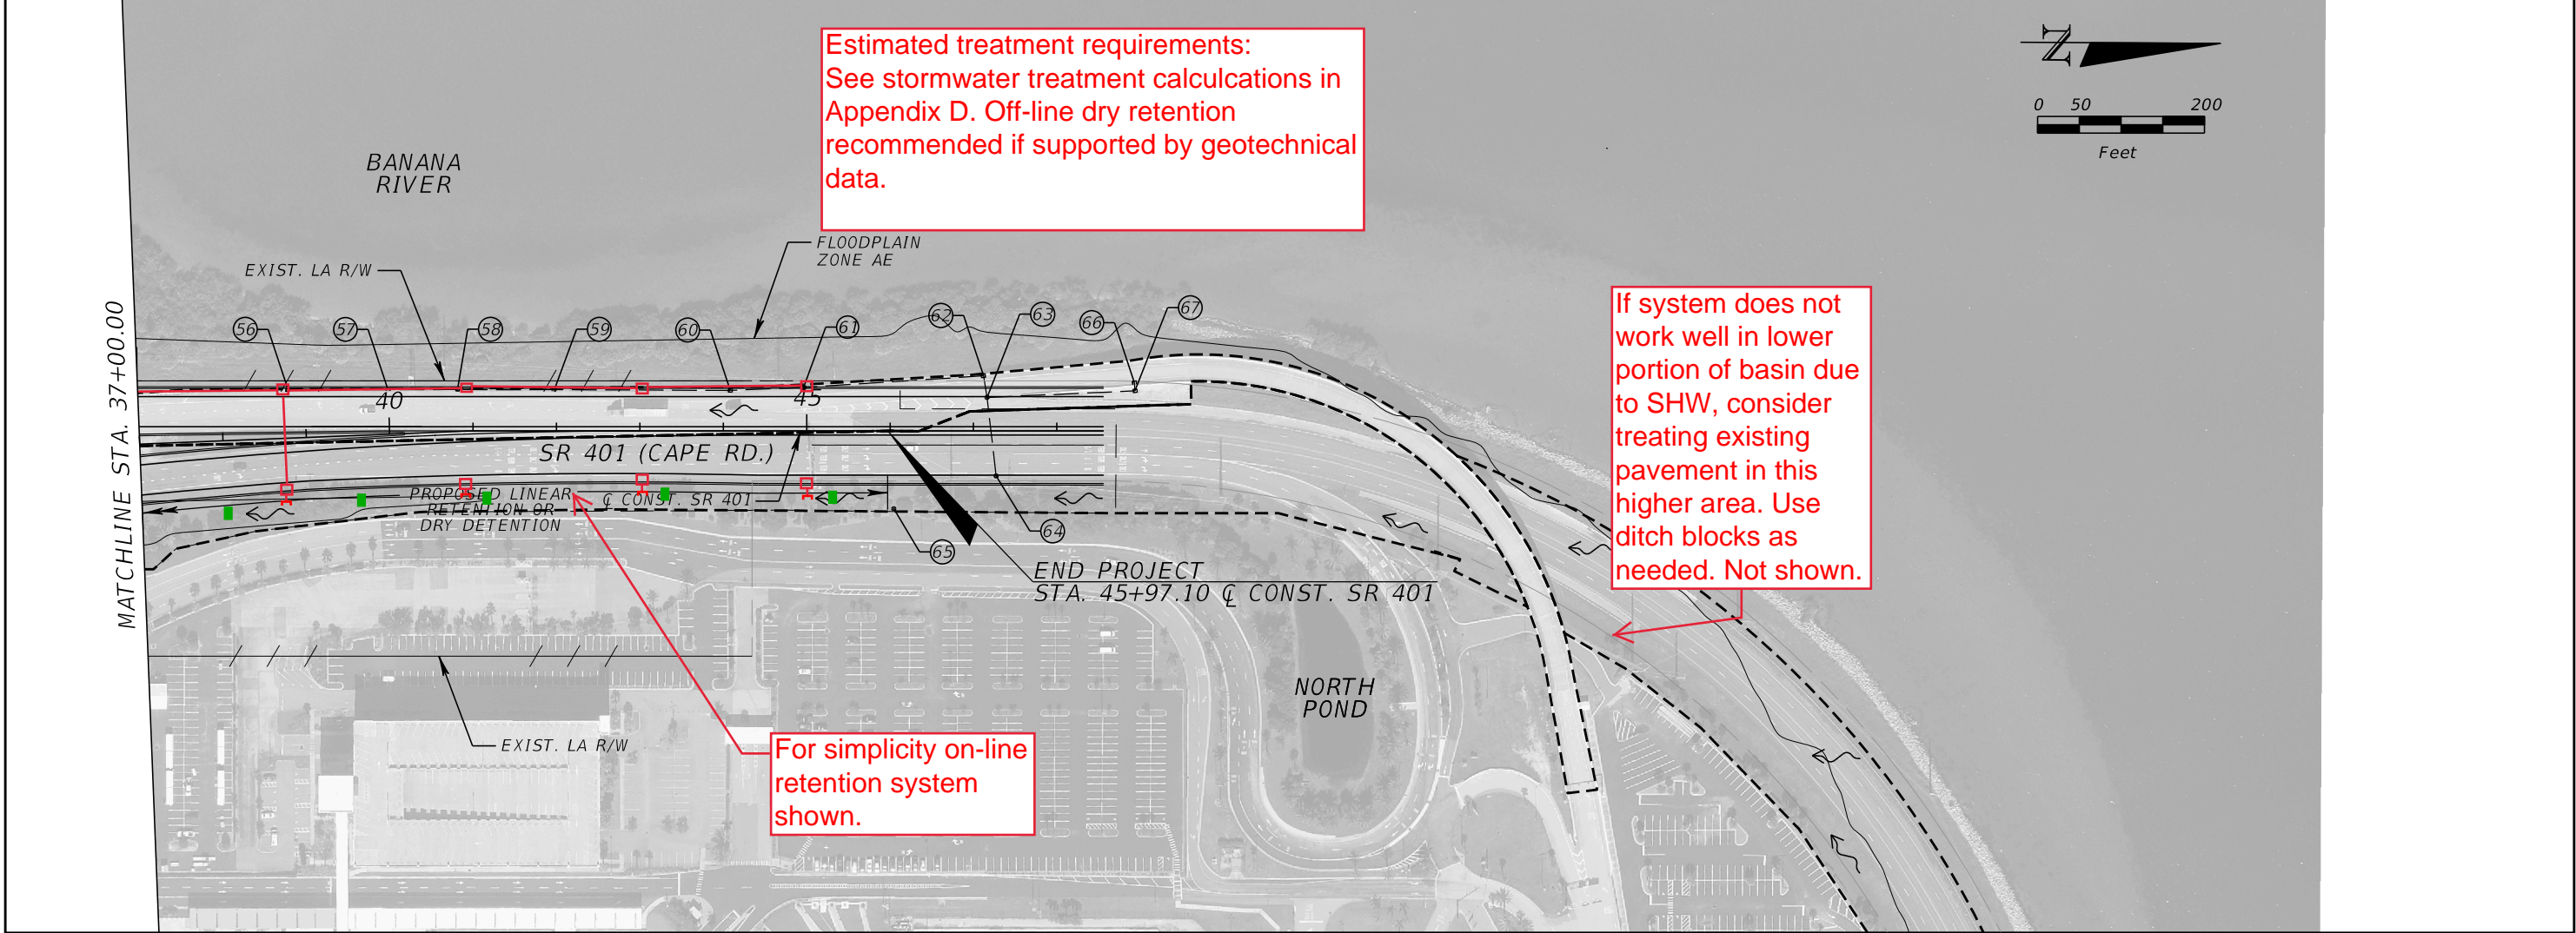 Estimated treatment requirements:
See stormwater treatment calculcations in
Appendix D. Off-line dry retention
recommended if supported by geotechnical
data.
N
0 50 200
Feet
BANANA
RIVER
FLOODPLAIN
ZONE AE
EXIST. LA R/W
If system does not
work well in lower
portion of basin due
to SHW, consider
treating existing
pavement in this
higher area. Use
ditch blocks as
needed. Not shown.
MATCHLINE STA. 37+00.00
56 57 58 59 60 61 62 63 66 67
40 45
SR 401 (CAPE RD.)
PROPOSED LINEAR
RETENTION OR
DRY DETENTION
℄ CONST. SR 401
64
65
END PROJECT
STA. 45+97.10 ℄ CONST. SR 401
NORTH
POND
EXIST. LA R/W
For simplicity on-line
retention system
shown.